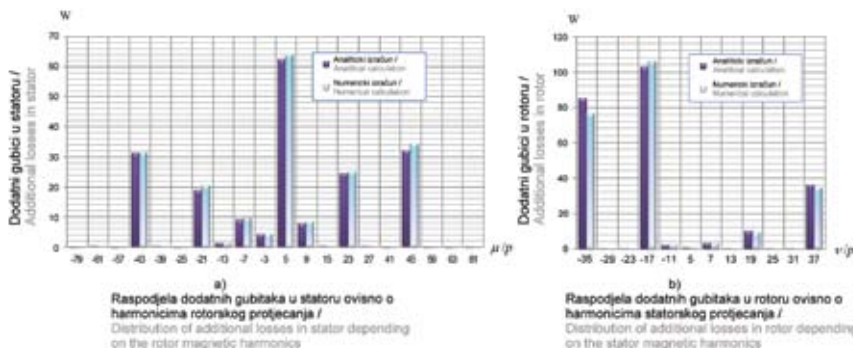 W
70
60
50
40
30
20
10
0
Dodatni gubici u statoru /
Additional losses in stator
Analitički izračun /
Analitical calculation
Numerički izračun /
Numerical calculation
-79 -61 -57 -43 -39 -25 -21 -13 -7 -3 5 9 15 23 27 41 45 59 63 81
μ/p
a)
Raspodjela dodatnih gubitaka u statoru ovisno o
harmonicima rotorskog protjecanja /
Distribution of additional losses in stator depending
on the rotor magnetic harmonics
W
120
100
80
60
40
20
0
Dodatni gubici u rotoru /
Additional losses in rotor
Analitički izračun /
Analitical calculation
Numerički izračun /
Numerical calculation
-35 -29 -23 -17 -11 5 7 13 19 25 31 37
ν/p
b)
Raspodjela dodatnih gubitaka u rotoru ovisno o
harmonicima statorskog protjecanja /
Distribution of additional losses in rotor depending
on the stator magnetic harmonics